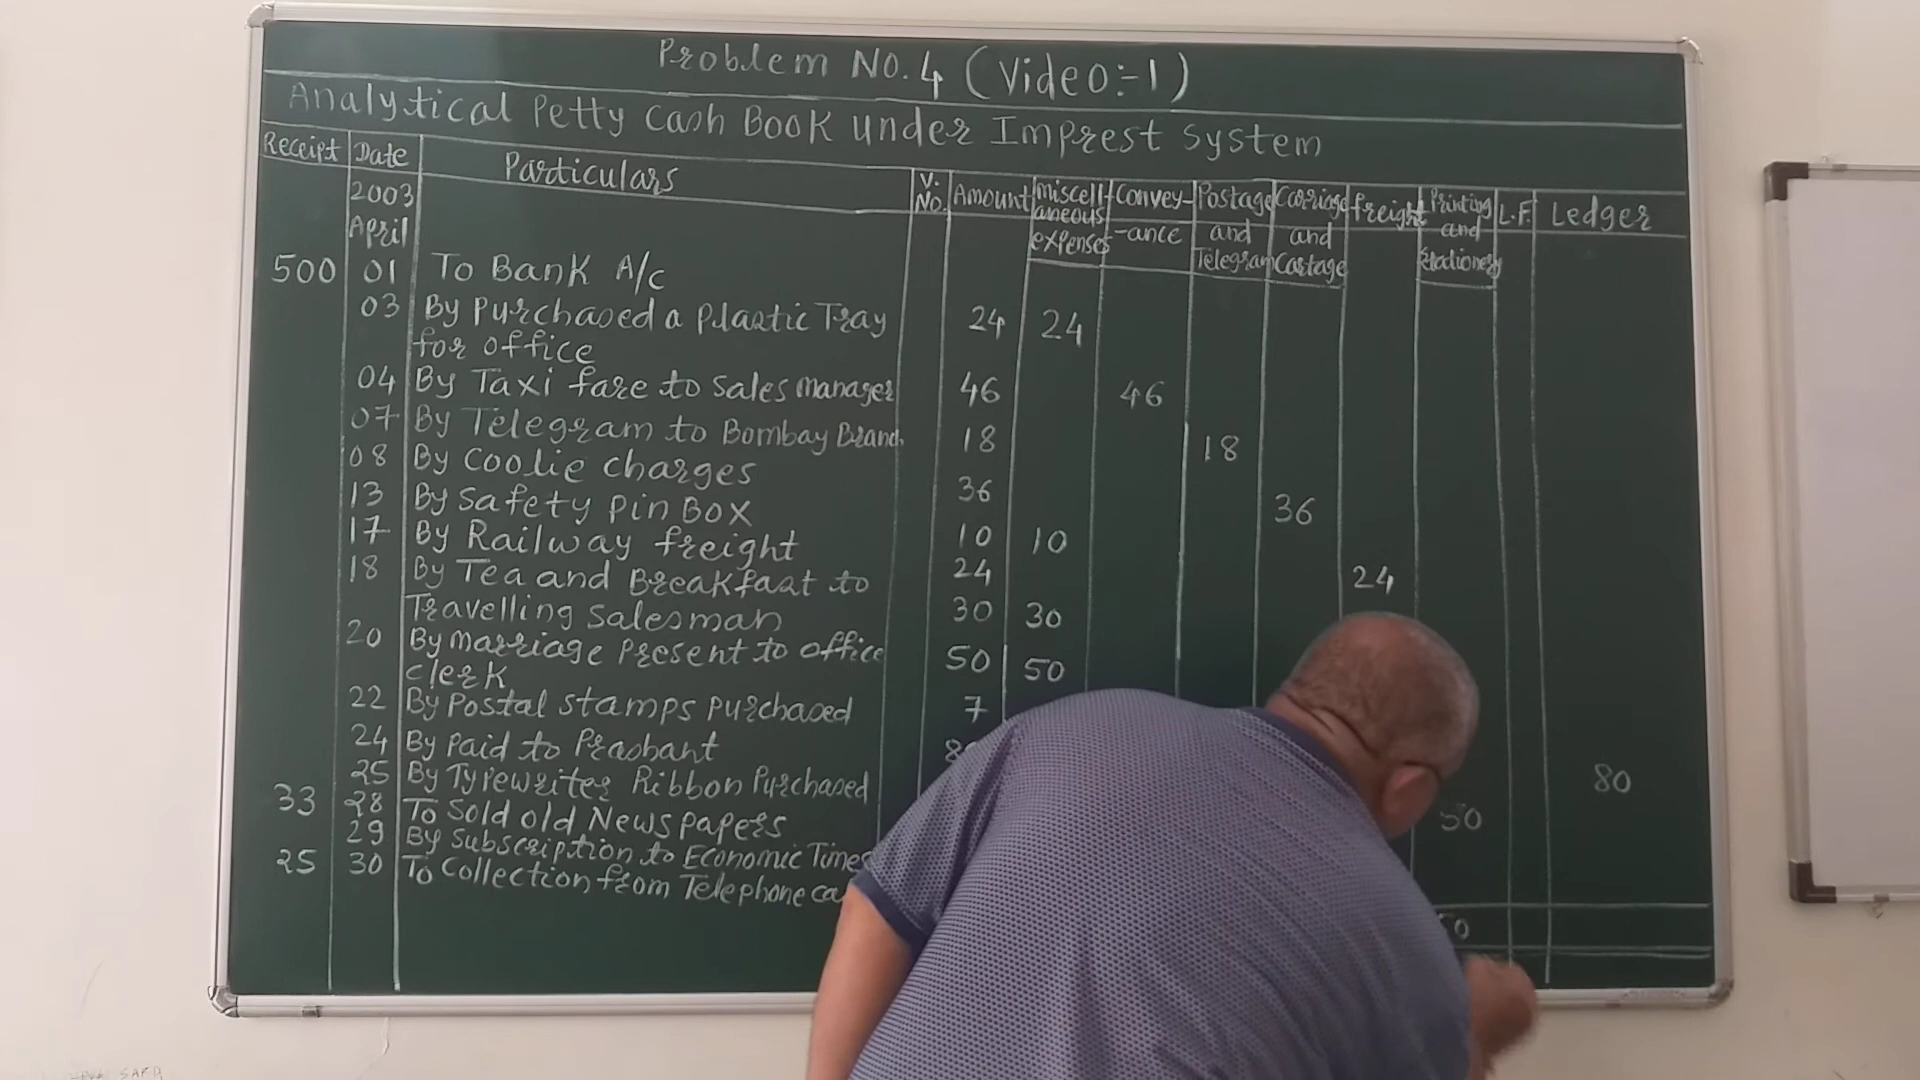 Problem No. 4 (Video:-1)
Analytical Petty Cash Book under Imprest System
Receipt Date Particulars V. No. Amount Miscell-aneous expenses Convey-ance Postage and Telegram Carriage and Cartage freight Printing and Stationery L.F. Ledger
2003
April
500 01 To Bank A/c
03 By Purchased a Plastic Tray 24 24
for office
04 By Taxi fare to Sales Manager 46 46
07 By Telegram to Bombay Branch 18 18
08 By Coolie Charges 36 36
13 By Safety Pin Box 10 10
17 By Railway freight 24 24
18 By Tea and Breakfast to
Travelling Salesman 30 30
20 By Marriage Present to office
clerk 50 50
22 By Postal Stamps Purchased 7
24 By Paid to Prashant 80
25 By Typewriter Ribbon Purchased 50
33 28 To Sold old News papers
29 By Subscription to Economic Times
25 30 To Collection from Telephone